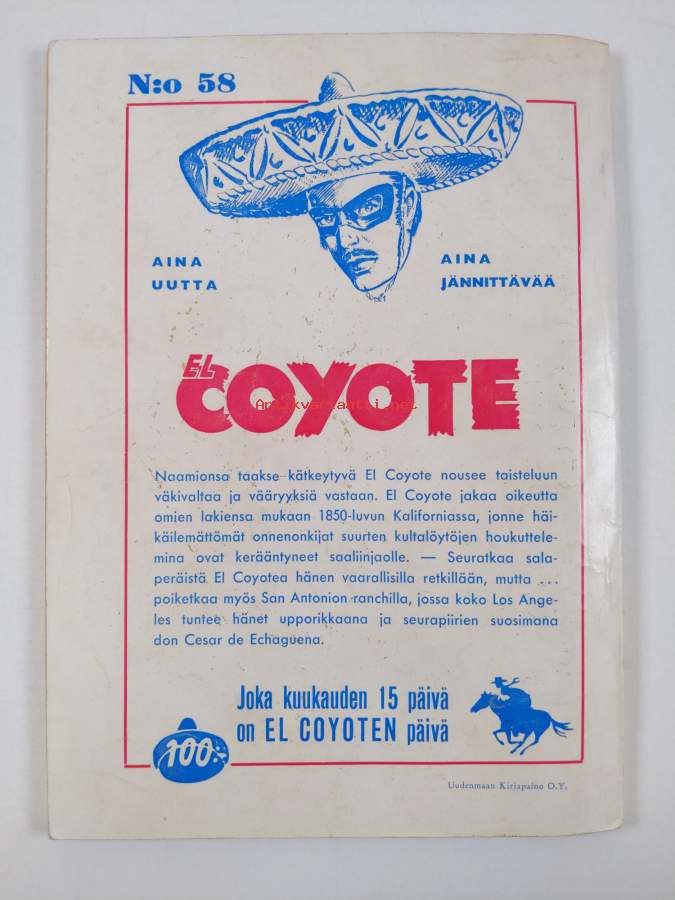 N:o 58
AINA
UUTTA
AINA
JÄNNITTÄVÄÄ
EL
COYOTE
Antikvariaatti.net
Naamionsa taakse kätkeytyvä El Coyote nousee taisteluun
väkivaltaa ja vääryyksiä vastaan. El Coyote jakaa oikeutta
omien lakiensa mukaan 1850-luvun Kaliforniassa, jonne häi-
käilemättömät onnenonkijat suurten kultalöytöjen houkuttele-
mina ovat kerääntyneet saaliinjaolle. — Seuratkaa sala-
peräistä El Coyotea hänen vaarallisilla retkillään, mutta ...
poiketkaa myös San Antonion ranchilla, jossa koko Los Ange-
les tuntee hänet upporikkaana ja seurapiirien suosimana
don Cesar de Echaguena.
Joka kuukauden 15 päivä
on EL COYOTEN päivä
100:-
Uudenmaan Kirjapaino O.Y.